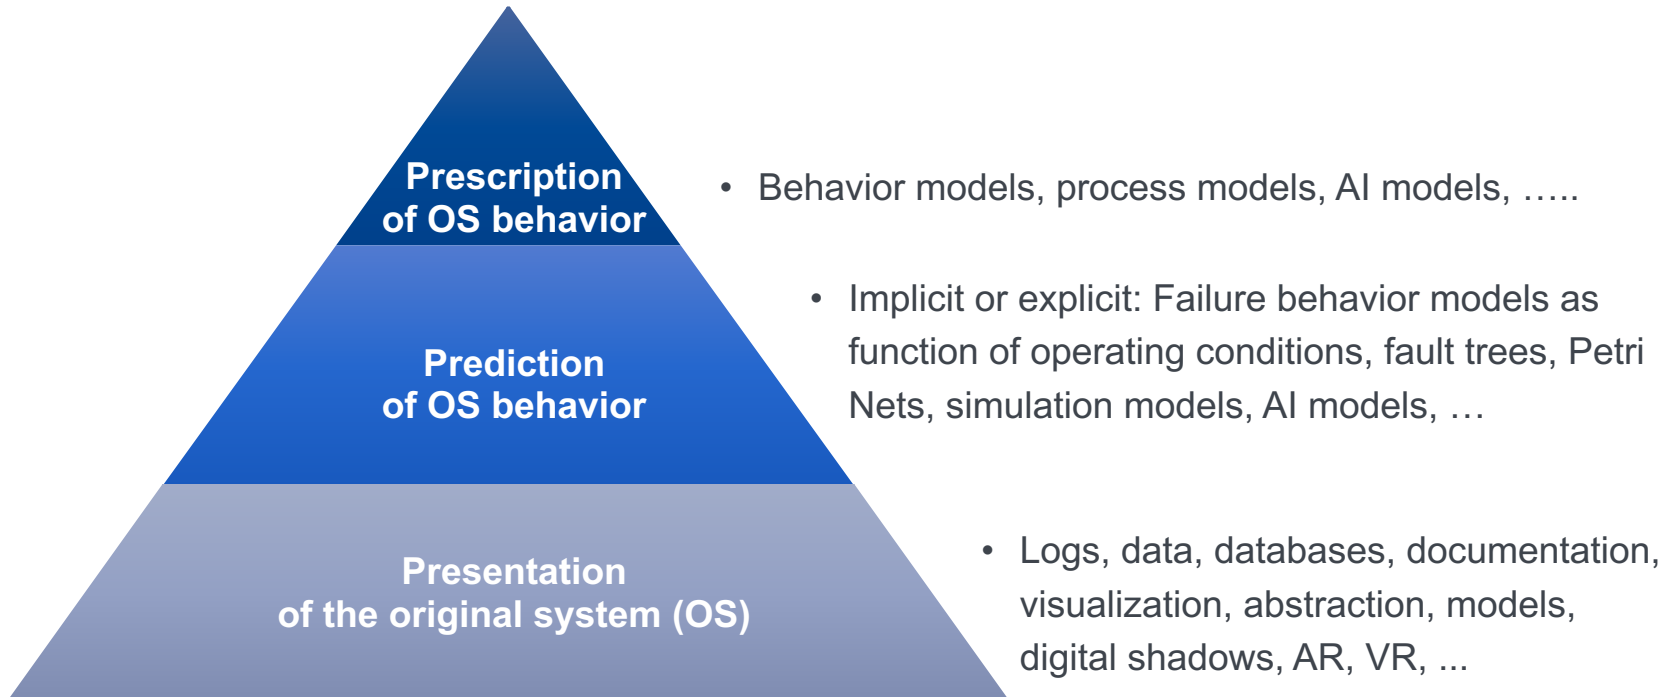 Prescription
of OS behavior
• Behavior models, process models, AI models, …..
• Implicit or explicit: Failure behavior models as
function of operating conditions, fault trees, Petri
Nets, simulation models, AI models, …
Prediction
of OS behavior
• Logs, data, databases, documentation,
visualization, abstraction, models,
digital shadows, AR, VR, ...
Presentation
of the original system (OS)